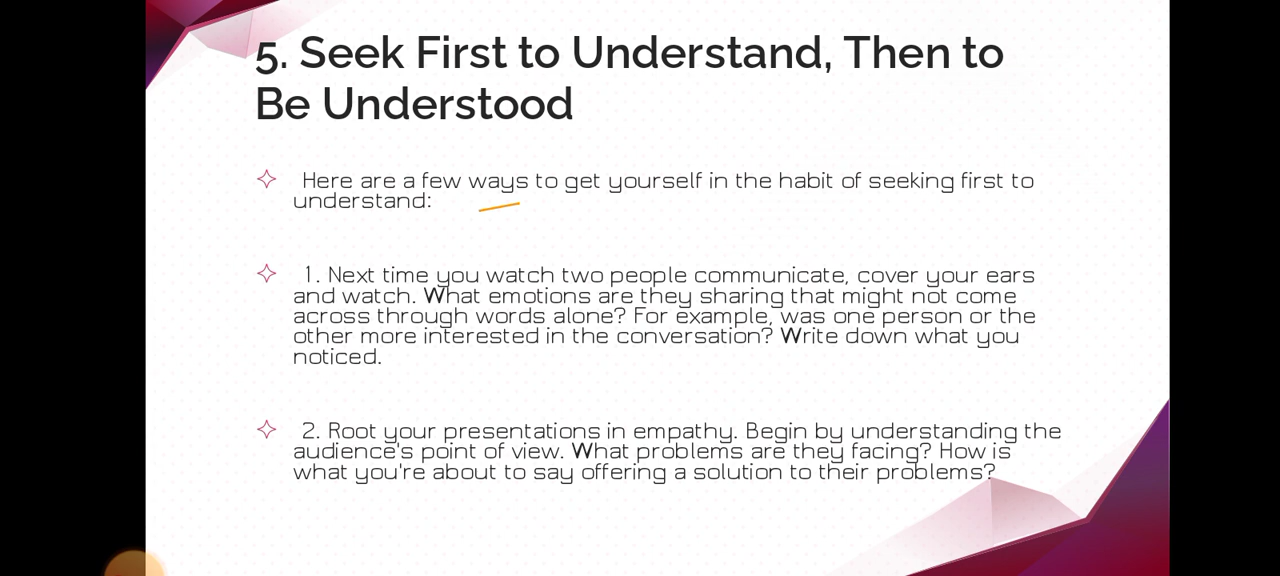 5. Seek First to Understand, Then to
Be Understood
Here are a few ways to get yourself in the habit of seeking first to
understand:
1. Next time you watch two people communicate, cover your ears
and watch. What emotions are they sharing that might not come
across through words alone? For example, was one person or the
other more interested in the conversation? Write down what you
noticed.
2. Root your presentations in empathy. Begin by understanding the
audience's point of view. What problems are they facing? How is
what you're about to say offering a solution to their problems?